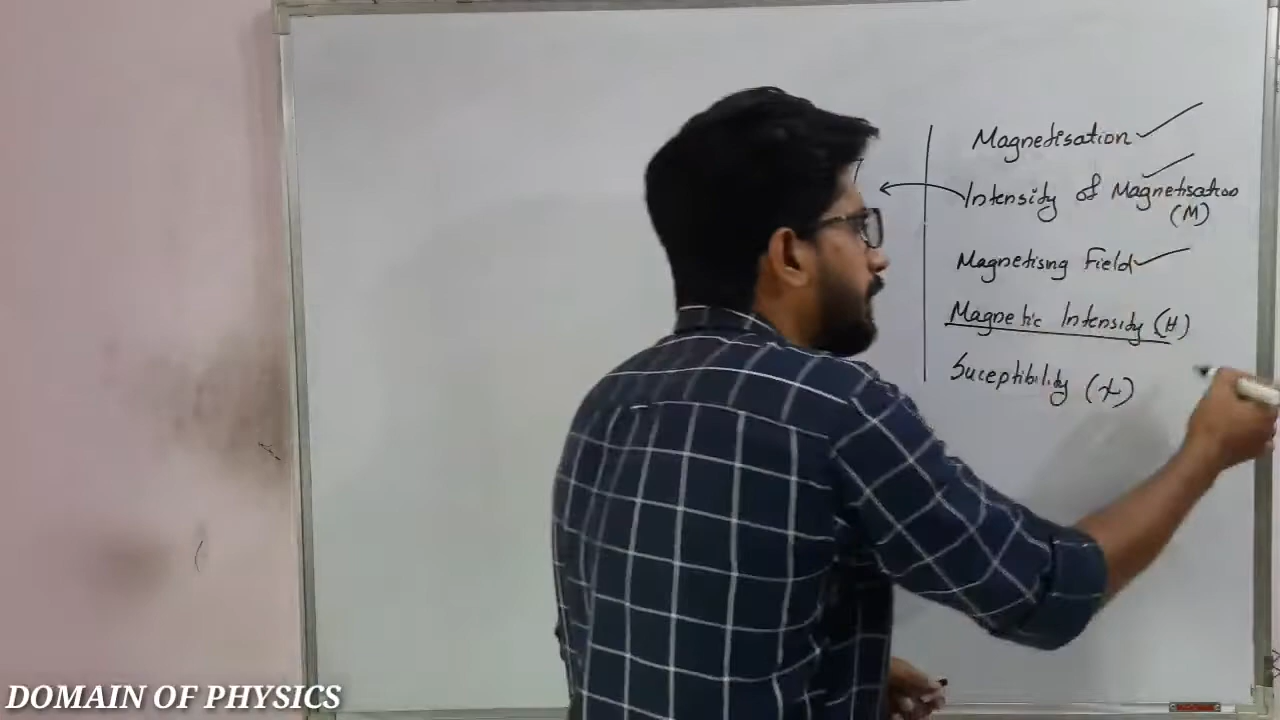 Magnetisation
Intensity of Magnetisation
(M)
Magnetising Field
Magnetic Intensity (H)
Suceptibility (χ)
DOMAIN OF PHYSICS